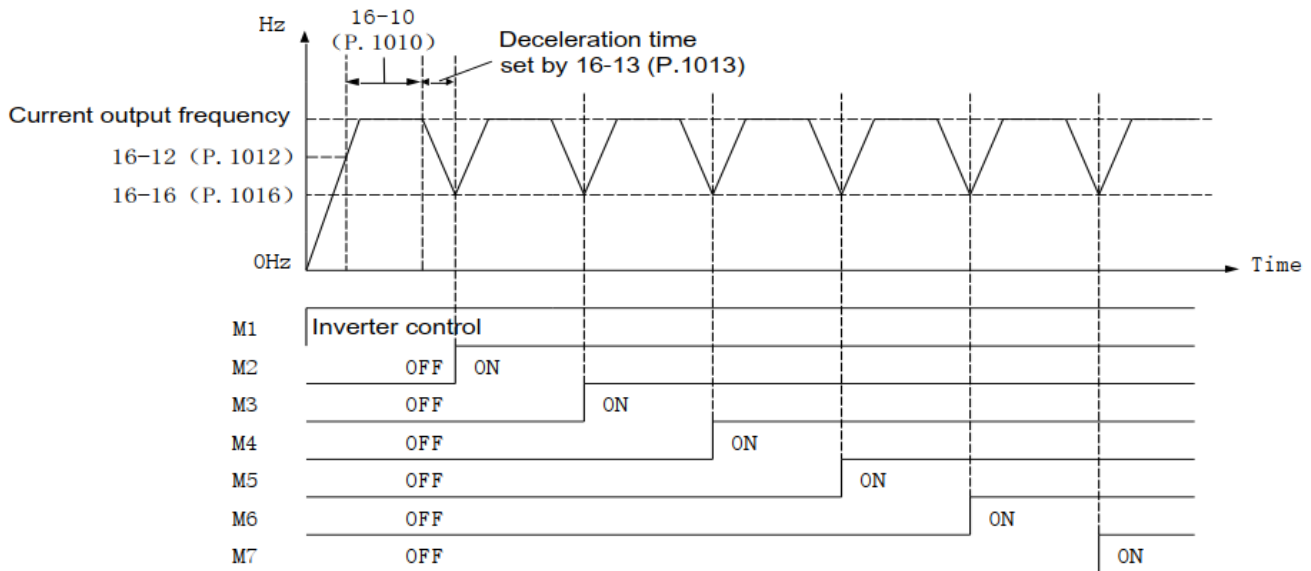 Hz
16-10
(P. 1010)
Deceleration time
set by 16-13 (P.1013)
Current output frequency
16-12 (P. 1012)
16-16 (P. 1016)
0Hz
Time
M1 Inverter control
M2 OFF ON
M3 OFF ON
M4 OFF ON
M5 OFF ON
M6 OFF ON
M7 OFF ON